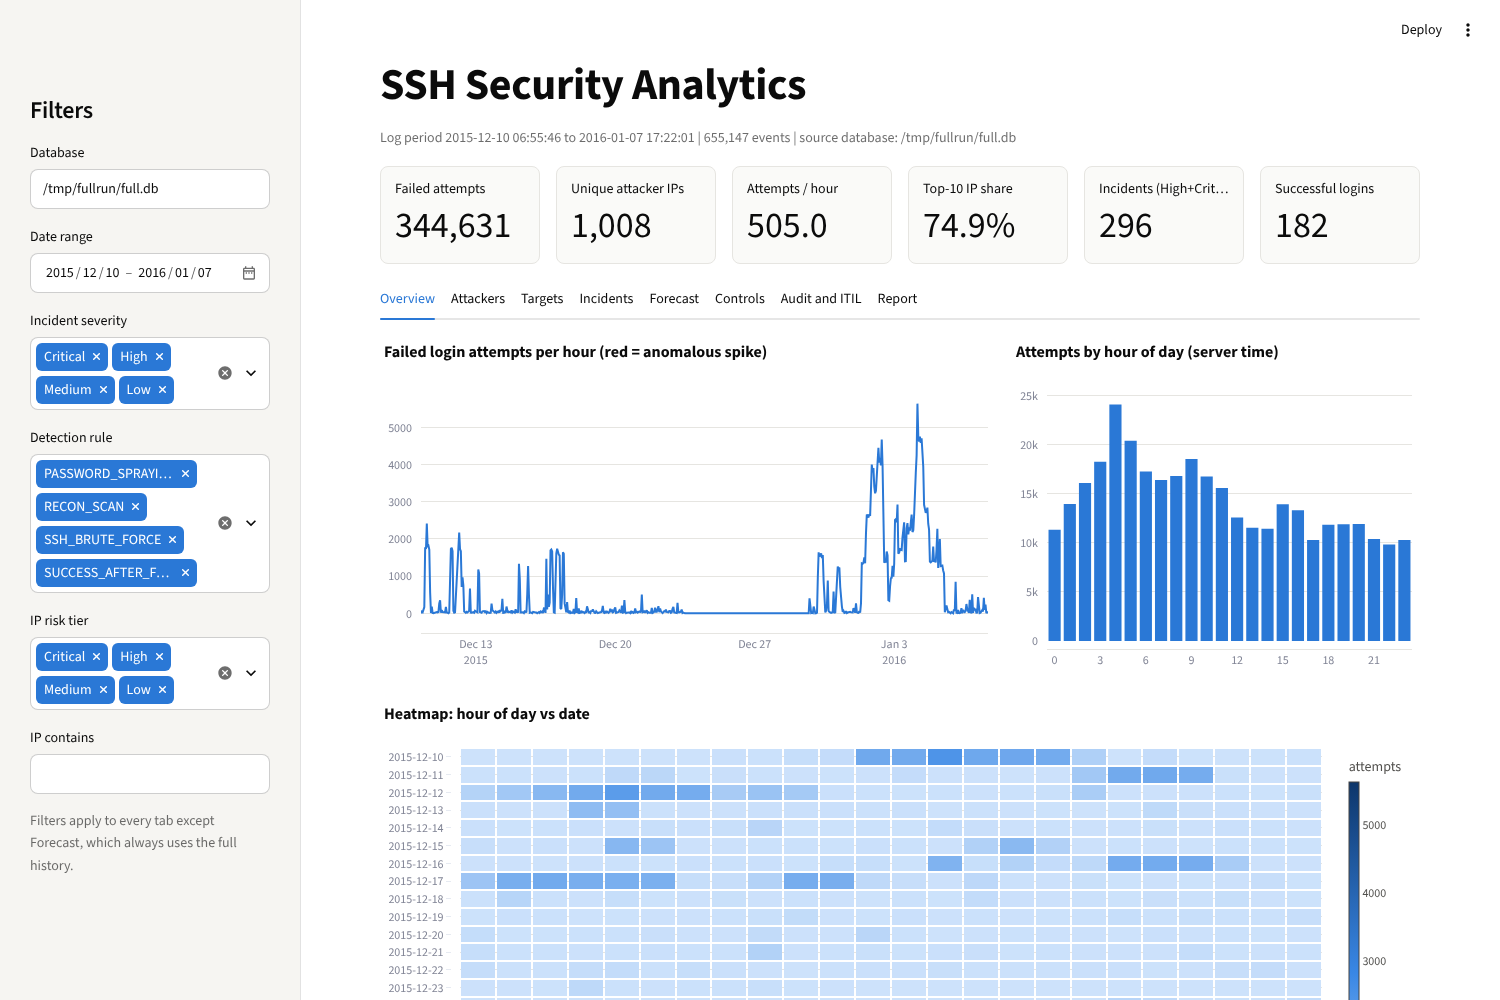 Deploy
Filters
Database
/tmp/fullrun/full.db
Date range
2015 / 12 / 10 – 2016 / 01 / 07
Incident severity
Critical × High ×
Medium × Low ×
Detection rule
PASSWORD_SPRAYI... ×
RECON_SCAN ×
SSH_BRUTE_FORCE ×
SUCCESS_AFTER_F... ×
IP risk tier
Critical × High ×
Medium × Low ×
IP contains
Filters apply to every tab except
Forecast, which always uses the full
history.
SSH Security Analytics
Log period 2015-12-10 06:55:46 to 2016-01-07 17:22:01 | 655,147 events | source database: /tmp/fullrun/full.db
Failed attempts
344,631
Unique attacker IPs
1,008
Attempts / hour
505.0
Top-10 IP share
74.9%
Incidents (High+Crit...
296
Successful logins
182
Overview Attackers Targets Incidents Forecast Controls Audit and ITIL Report
Failed login attempts per hour (red = anomalous spike)
5000
4000
3000
2000
1000
0
Dec 13 Dec 20 Dec 27 Jan 3
2015 2016
Attempts by hour of day (server time)
25k
20k
15k
10k
5k
0
0 3 6 9 12 15 18 21
Heatmap: hour of day vs date
2015-12-10
2015-12-11
2015-12-12
2015-12-13
2015-12-14
2015-12-15
2015-12-16
2015-12-17
2015-12-18
2015-12-19
2015-12-20
2015-12-21
2015-12-22
2015-12-23
attempts
5000
4000
3000